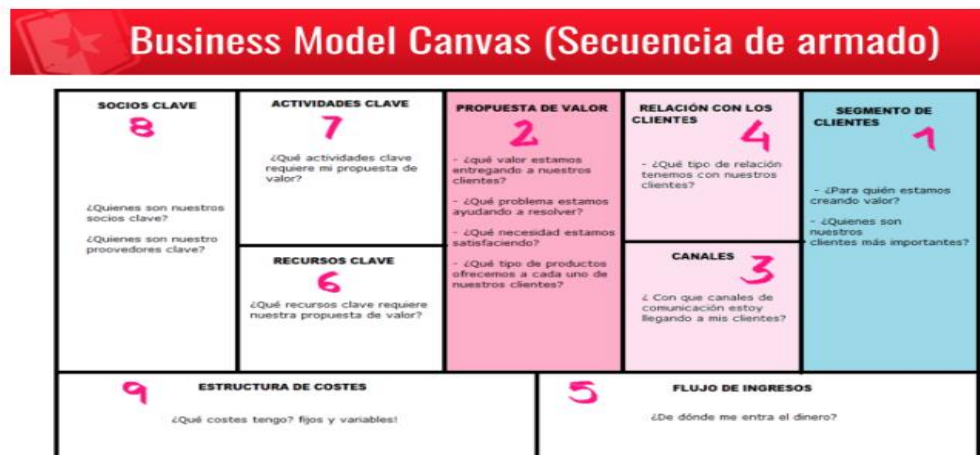 Business Model Canvas (Secuencia de armado)
SOCIOS CLAVE
8
¿Quienes son nuestros
socios clave?
¿Quienes son nuestro
proovedores clave?
ACTIVIDADES CLAVE
7
¿Qué actividades clave
requiere mi propuesta de
valor?
RECURSOS CLAVE
6
¿Qué recursos clave requiere
nuestra propuesta de valor?
PROPUESTA DE VALOR
2
- ¿qué valor estamos
entregando a nuestros
clientes?
- ¿Qué problema estamos
ayudando a resolver?
- ¿Qué necesidad estamos
satisfaciendo?
- ¿Qué tipo de productos
ofrecemos a cada uno de
nuestros clientes?
RELACIÓN CON LOS
CLIENTES
4
- ¿Qué tipo de relación
tenemos con nuestros
clientes?
CANALES
3
¿ Con que canales de
comunicación estoy
llegando a mis clientes?
SEGMENTO DE
CLIENTES
1
- ¿Para quién estamos
creando valor?
- ¿Quienes son
nuestros
clientes más importantes?
9
ESTRUCTURA DE COSTES
¿Qué costes tengo? fijos y variables!
5
FLUJO DE INGRESOS
¿De dónde me entra el dinero?